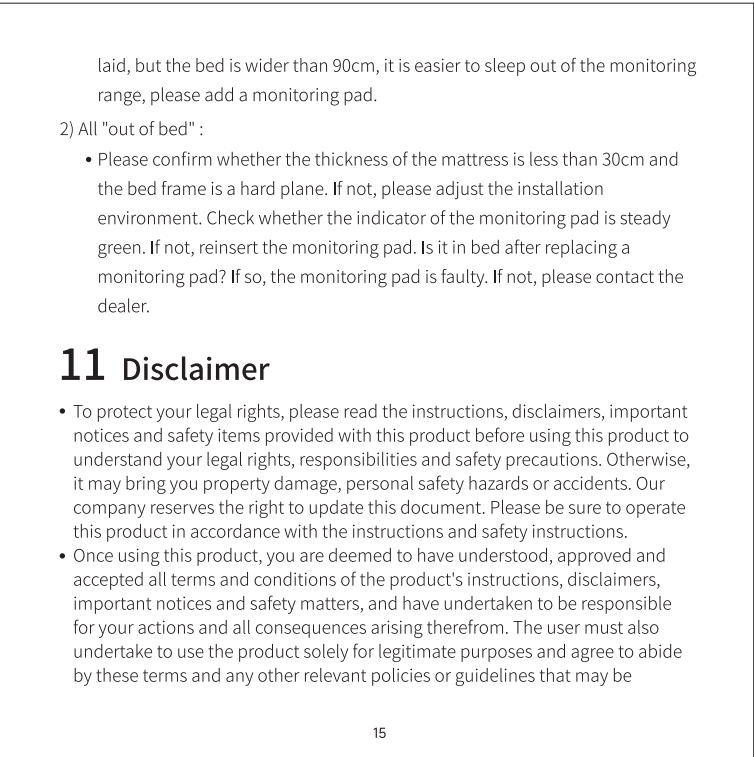 laid, but the bed is wider than 90cm, it is easier to sleep out of the monitoring
range, please add a monitoring pad.
2) All "out of bed" :
• Please confirm whether the thickness of the mattress is less than 30cm and
the bed frame is a hard plane. If not, please adjust the installation
environment. Check whether the indicator of the monitoring pad is steady
green. If not, reinsert the monitoring pad. Is it in bed after replacing a
monitoring pad? If so, the monitoring pad is faulty. If not, please contact the
dealer.
11 Disclaimer
• To protect your legal rights, please read the instructions, disclaimers, important
notices and safety items provided with this product before using this product to
understand your legal rights, responsibilities and safety precautions. Otherwise,
it may bring you property damage, personal safety hazards or accidents. Our
company reserves the right to update this document. Please be sure to operate
this product in accordance with the instructions and safety instructions.
• Once using this product, you are deemed to have understood, approved and
accepted all terms and conditions of the product's instructions, disclaimers,
important notices and safety matters, and have undertaken to be responsible
for your actions and all consequences arising therefrom. The user must also
undertake to use the product solely for legitimate purposes and agree to abide
by these terms and any other relevant policies or guidelines that may be
15